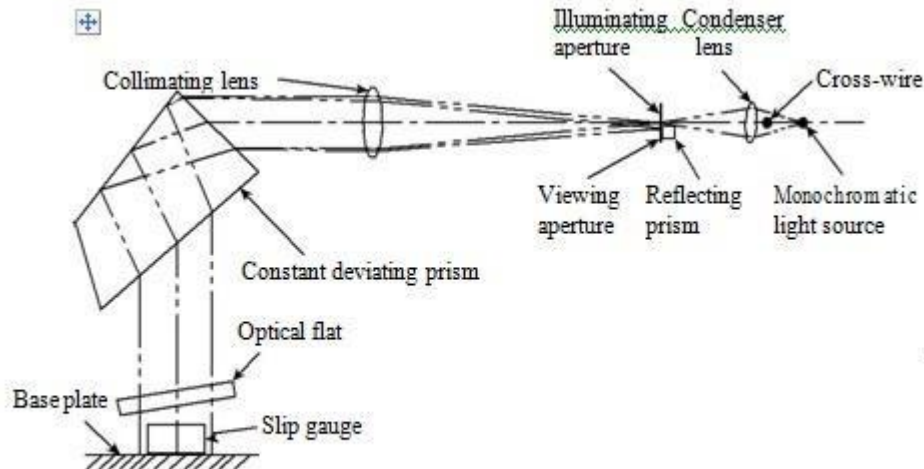 Illuminating Condenser
aperture lens
Collimating lens
Cross-wire
Viewing Reflecting Monochromatic
aperture prism light source
Constant deviating prism
Optical flat
Base plate
Slip gauge